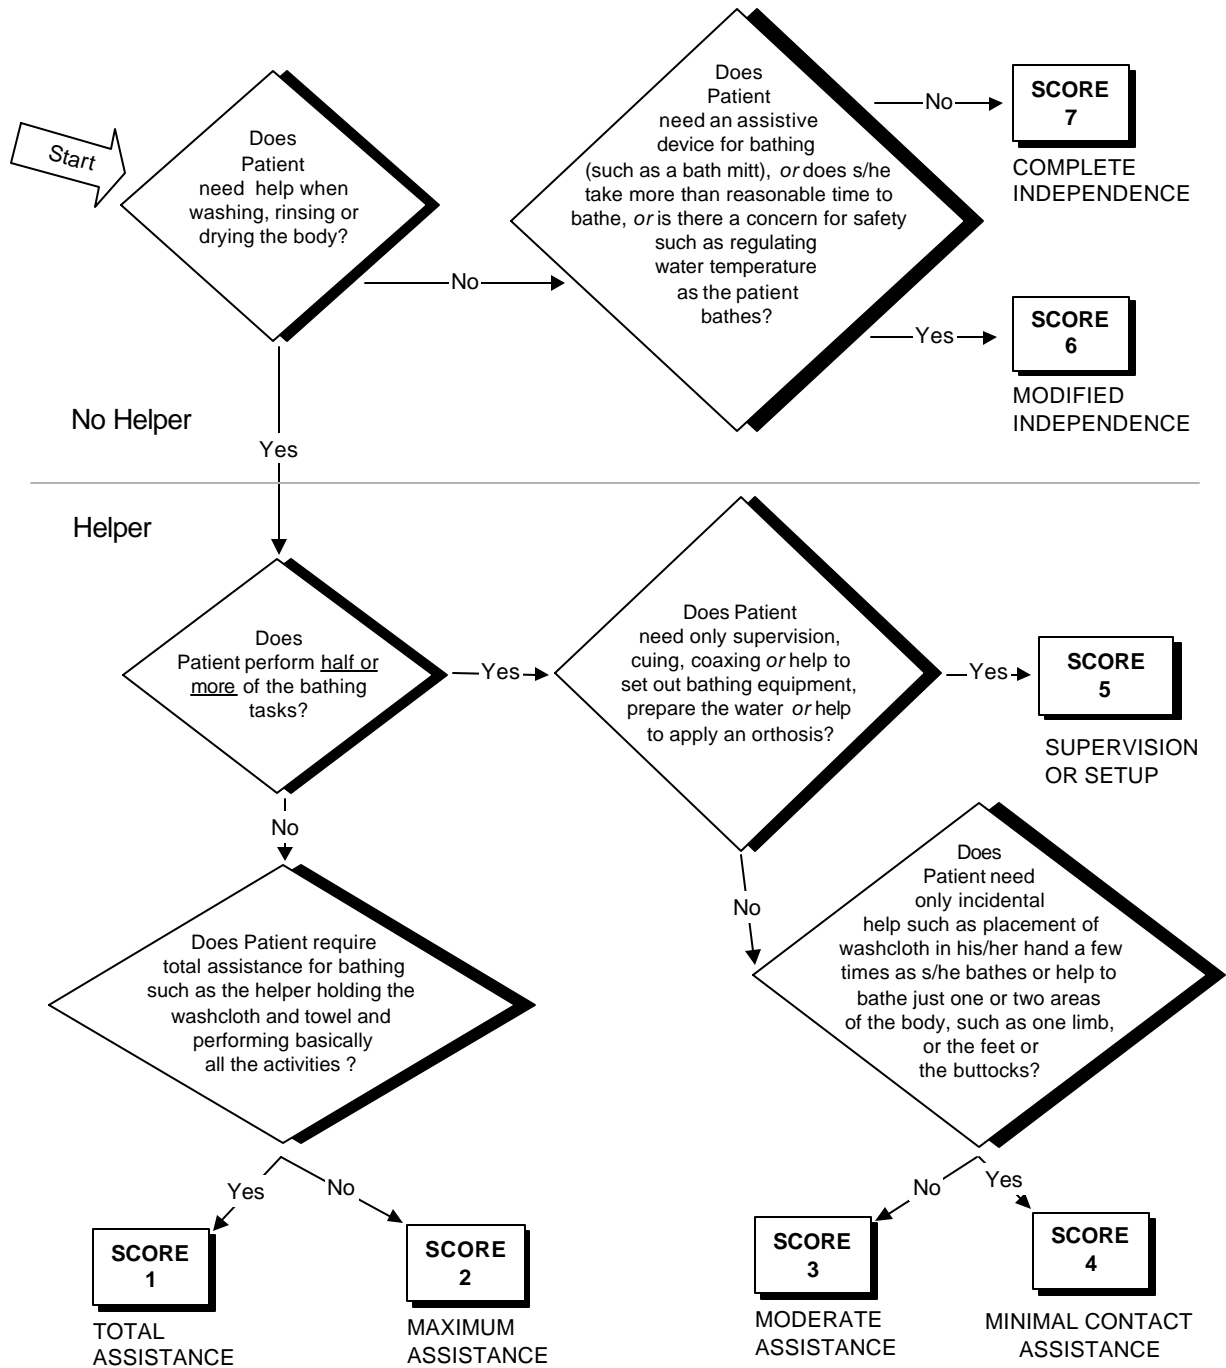 Start
Does
Patient
need help when
washing, rinsing or
drying the body?
No
Does
Patient
need an assistive
device for bathing
(such as a bath mitt), or does s/he
take more than reasonable time to
bathe, or is there a concern for safety
such as regulating
water temperature
as the patient
bathes?
No
SCORE
7
COMPLETE
INDEPENDENCE
Yes
SCORE
6
MODIFIED
INDEPENDENCE
No Helper
Yes
Helper
Does
Patient perform half or
more of the bathing
tasks?
Yes
Does Patient
need only supervision,
cuing, coaxing or help to
set out bathing equipment,
prepare the water or help
to apply an orthosis?
Yes
SCORE
5
SUPERVISION
OR SETUP
No
Does Patient require
total assistance for bathing
such as the helper holding the
washcloth and towel and
performing basically
all the activities ?
No
Does
Patient need
only incidental
help such as placement of
washcloth in his/her hand a few
times as s/he bathes or help to
bathe just one or two areas
of the body, such as one limb,
or the feet or
the buttocks?
Yes
No
No
Yes
SCORE
1
TOTAL
ASSISTANCE
SCORE
2
MAXIMUM
ASSISTANCE
SCORE
3
MODERATE
ASSISTANCE
SCORE
4
MINIMAL CONTACT
ASSISTANCE